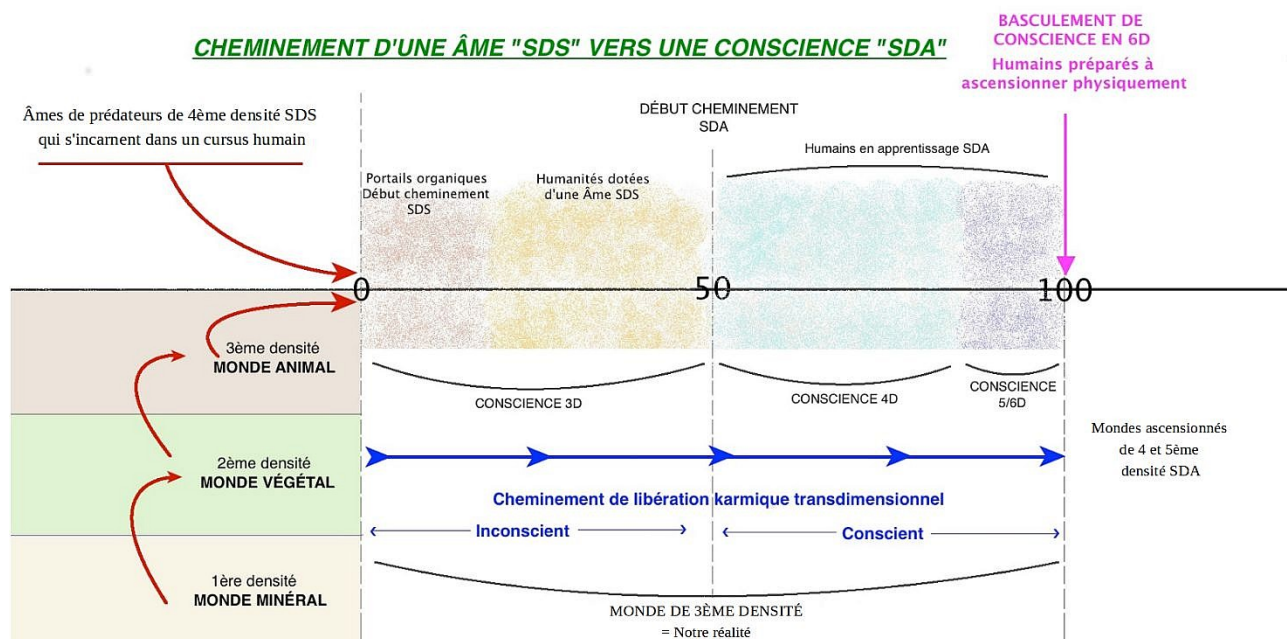 CHEMINEMENT D'UNE ÂME "SDS" VERS UNE CONSCIENCE "SDA"
BASCULEMENT DE
CONSCIENCE EN 6D
Humains préparés à
ascensionner physiquement
Âmes de prédateurs de 4ème densité SDS
qui s'incarnent dans un cursus humain
DÉBUT CHEMINEMENT
SDA
Humains en apprentissage SDA
Portails organiques
Début cheminement
SDS
Humanités dotées
d'une Âme SDS
0
50
100
3ème densité
MONDE ANIMAL
CONSCIENCE 3D
CONSCIENCE 4D
CONSCIENCE
5/6D
Mondes ascensionnés
de 4 et 5ème
densité SDA
2ème densité
MONDE VÉGÉTAL
Cheminement de libération karmique transdimensionnel
Inconscient
Conscient
1ère densité
MONDE MINÉRAL
MONDE DE 3ÈME DENSITÉ
= Notre réalité